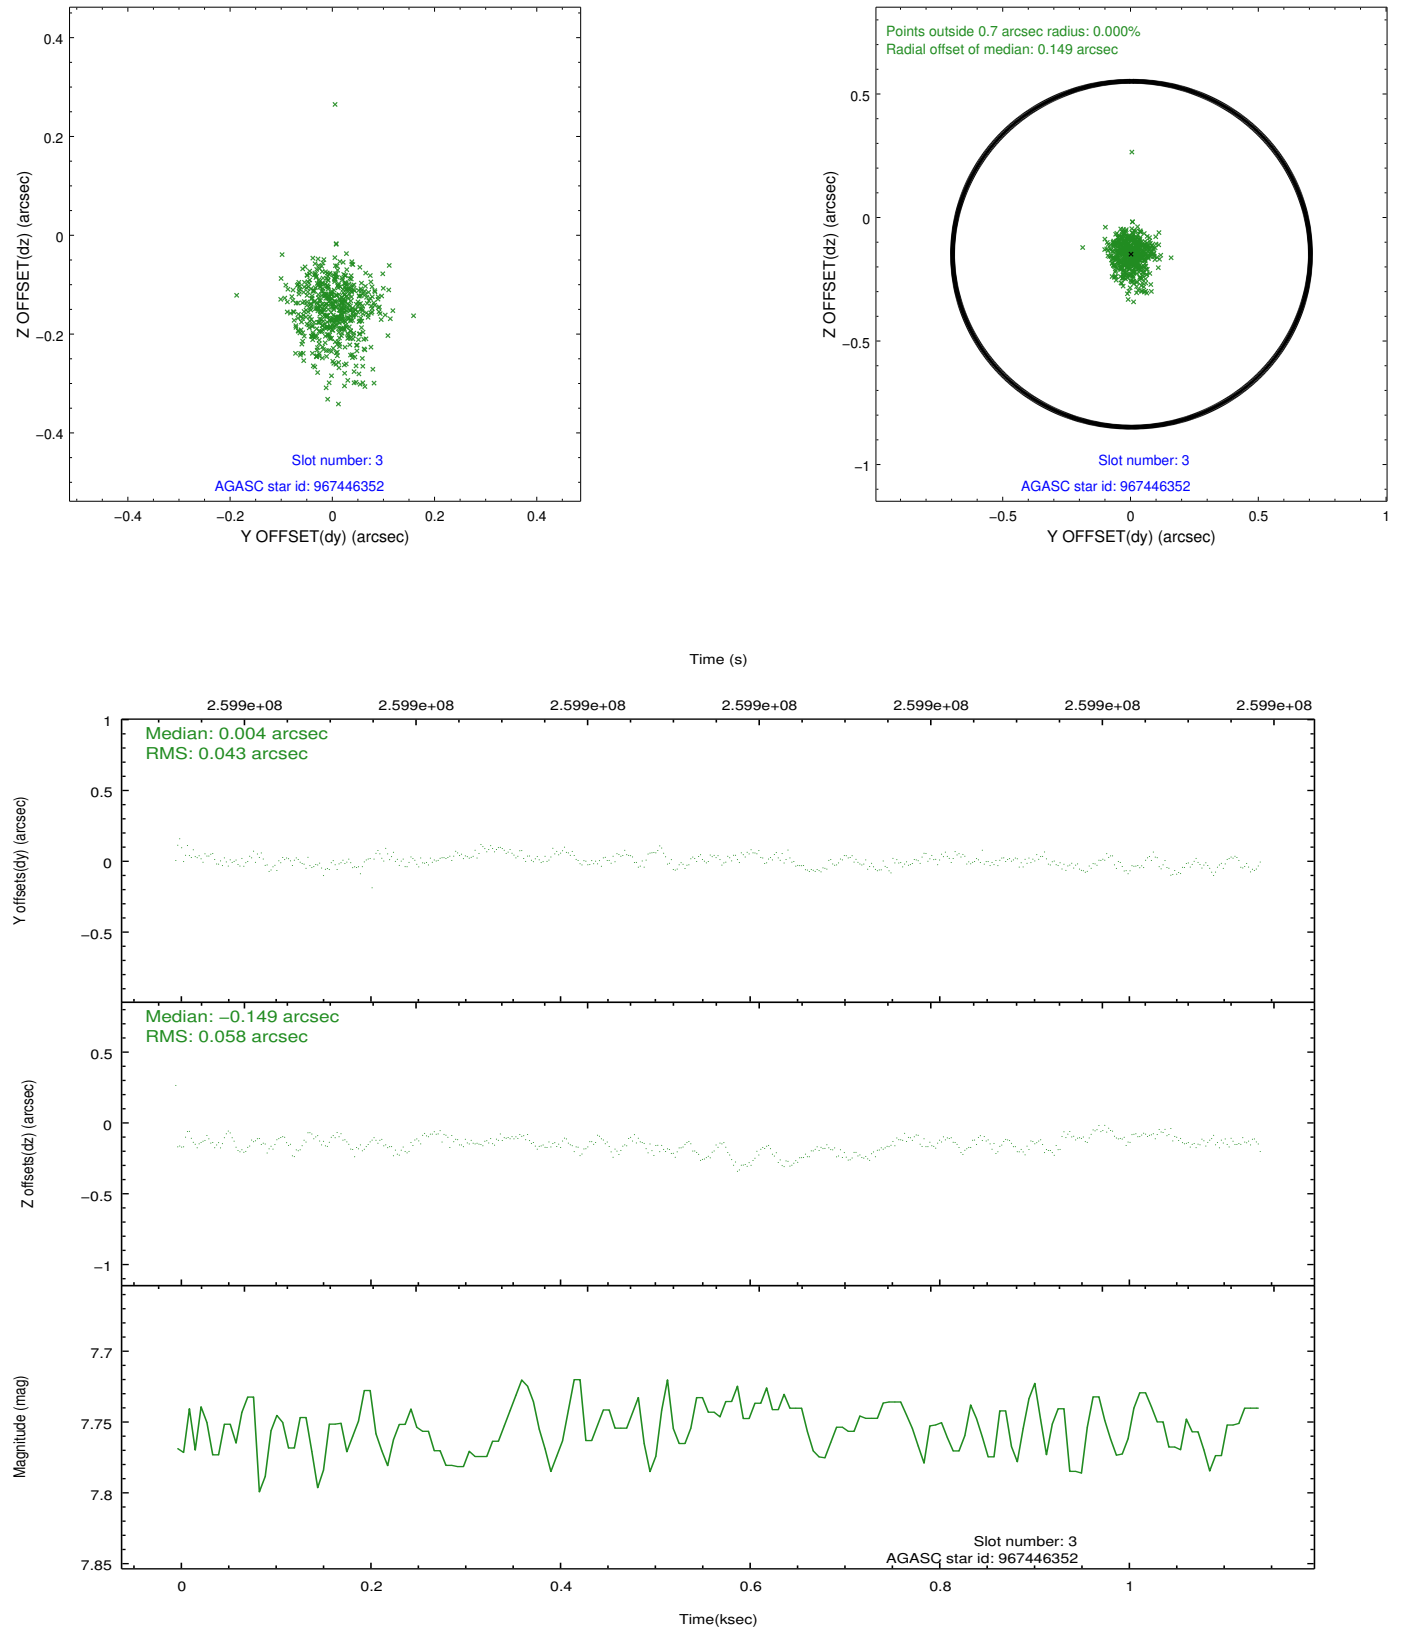 0.4
0.2
0
−0.2
−0.4
Z OFFSET(dz) (arcsec)
Slot number: 3
AGASC star id: 967446352
−0.4
−0.2
0
0.2
0.4
Y OFFSET(dy) (arcsec)
Points outside 0.7 arcsec radius: 0.000%
Radial offset of median: 0.149 arcsec
0.5
0
−0.5
−1
Z OFFSET(dz) (arcsec)
Slot number: 3
AGASC star id: 967446352
−0.5
0
0.5
1
Y OFFSET(dy) (arcsec)
Time (s)
2.599e+08
2.599e+08
2.599e+08
2.599e+08
2.599e+08
2.599e+08
2.599e+08
Median: 0.004 arcsec
RMS: 0.043 arcsec
1
0.5
0
−0.5
Y offsets(dy) (arcsec)
Median: −0.149 arcsec
RMS: 0.058 arcsec
0.5
0
−0.5
−1
Z offsets(dz) (arcsec)
7.7
7.75
7.8
7.85
Magnitude (mag)
Slot number: 3
AGASC star id: 967446352
0
0.2
0.4
0.6
0.8
1
Time(ksec)